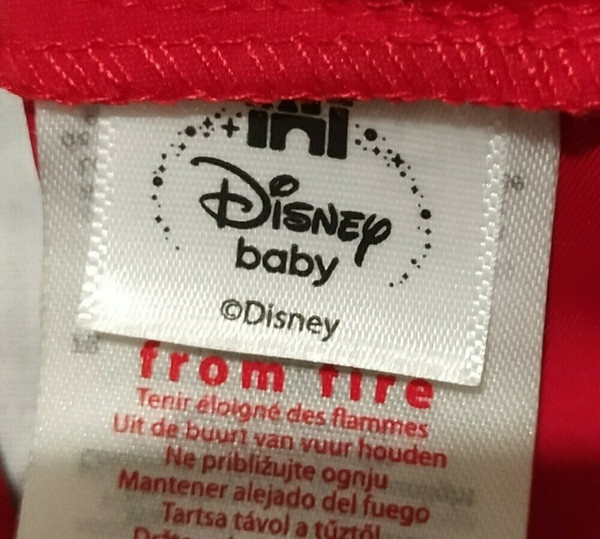 Disney
baby
©Disney
from fire
Tenir éloigné des flammes
Uit de buurt van vuur houden
Ne približujte ognju
Mantener alejado del fuego
Tartsa távol a tűztől